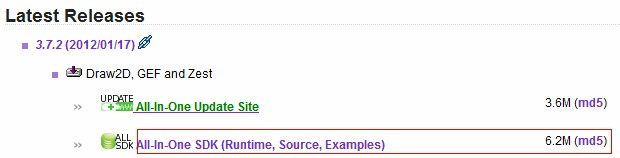 Latest Releases
3.7.2 (2012/01/17)
Draw2D, GEF and Zest
UPDATE All-In-One Update Site 3.6M (md5)
ALL SDK All-In-One SDK (Runtime, Source, Examples) 6.2M (md5)